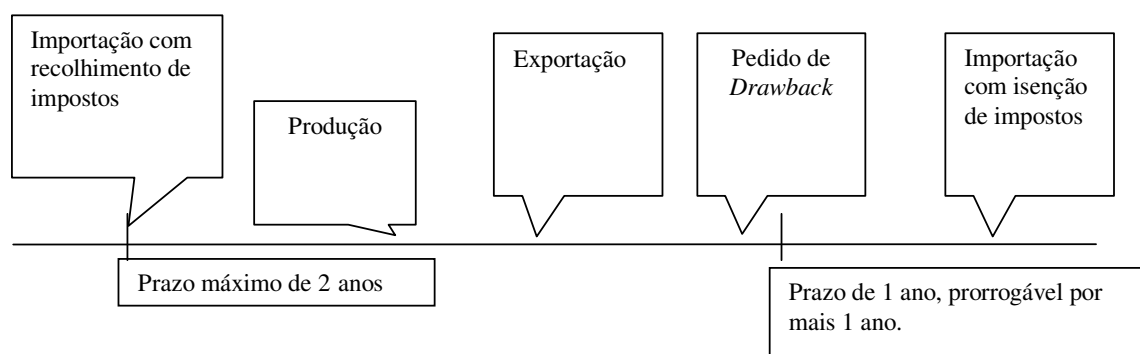 Importação com
recolhimento de
impostos
Produção
Exportação
Pedido de
Drawback
Importação
com isenção
de impostos
Prazo máximo de 2 anos
Prazo de 1 ano, prorrogável por
mais 1 ano.